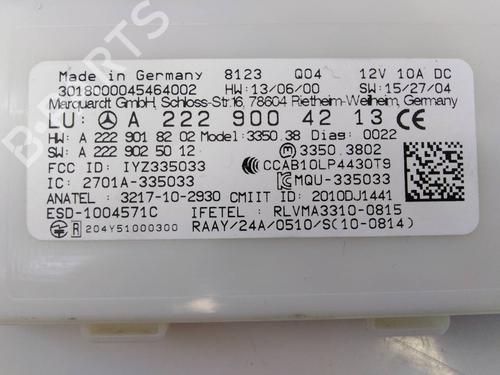 Made in Germany 8123 Q04 12V 10A DC
3018000045464002 HW:13/06/00 SW:15/27/04
Marquardt GmbH, Schloss-Str.16, 78604 Rietheim-Weilheim, Germany
LU: A 222 900 42 13 CE
HW: A 222 901 82 02 Model: 3350 38 Diag: 0022
SW: A 222 902 50 12 3350.3802
FCC ID: IYZ335033 CCAB10LP4430T9
IC: 2701A-335033 MQU-335033
ANATEL : 3217-10-2930 CMIIT ID: 2010DJ1441
ESD-1004571C IFETEL : RLVMA3310-0815
R 204Y51000300 RAAY/24A/0510/S(10-0814)